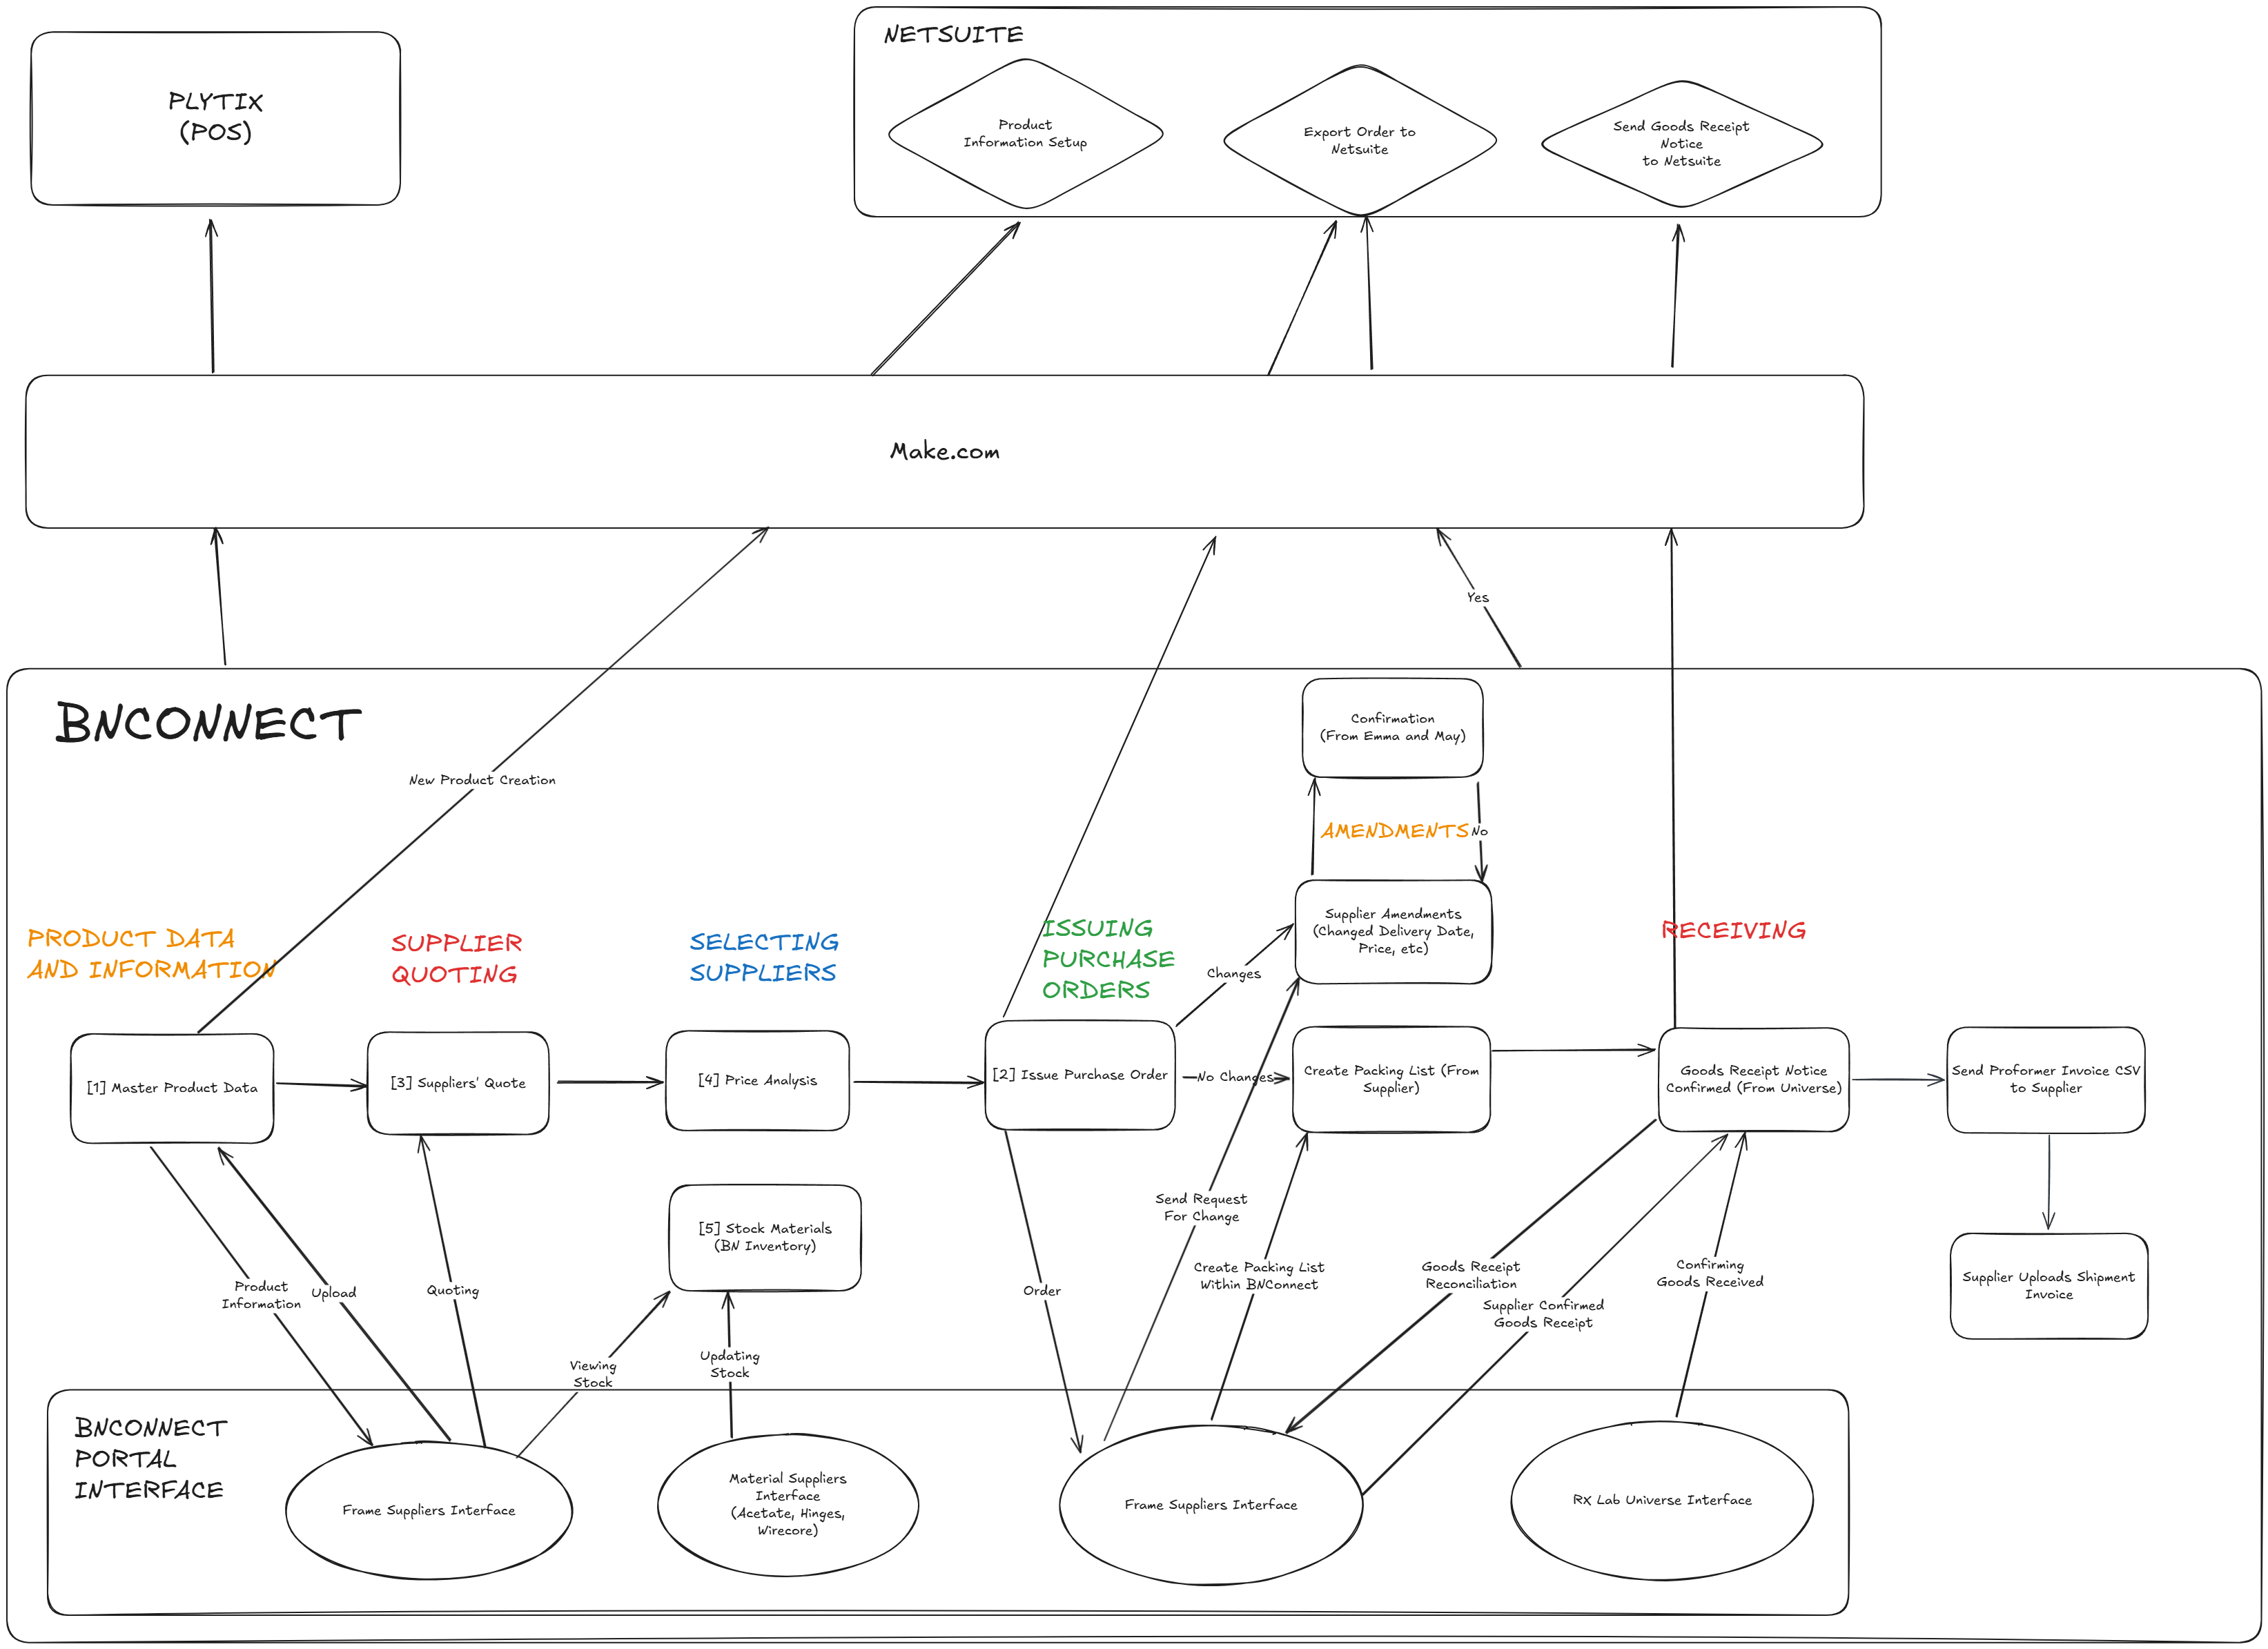 NETSUITE
PLYTIX
(POS)
Product
Information Setup
Export Order to
Netsuite
Send Goods Receipt
Notice
to Netsuite
Make.com
Yes
BNCONNECT
Confirmation
(From Emma and May)
New Product Creation
AMENDMENTS
No
PRODUCT DATA
AND INFORMATION
SUPPLIER
QUOTING
SELECTING
SUPPLIERS
ISSUING
PURCHASE
ORDERS
Supplier Amendments
(Changed Delivery Date,
Price, etc)
RECEIVING
Changes
[1] Master Product Data
[3] Suppliers' Quote
[4] Price Analysis
[2] Issue Purchase Order
No Changes
Create Packing List (From
Supplier)
Goods Receipt Notice
Confirmed (From Universe)
Send Proformer Invoice CSV
to Supplier
Send Request
For Change
[5] Stock Materials
(BN Inventory)
Product
Information
Upload
Quoting
Order
Create Packing List
Within BNConnect
Goods Receipt
Reconciliation
Supplier Confirmed
Goods Receipt
Confirming
Goods Received
Supplier Uploads Shipment
Invoice
Viewing
Stock
Updating
Stock
BNCONNECT
PORTAL
INTERFACE
Frame Suppliers Interface
Material Suppliers
Interface
(Acetate, Hinges,
Wirecore)
Frame Suppliers Interface
RX Lab Universe Interface